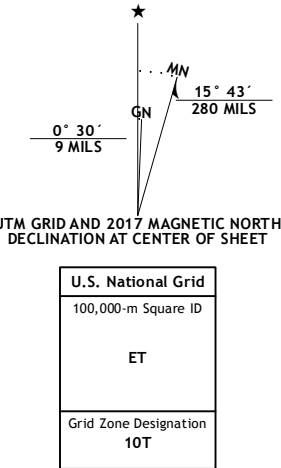 MN
15° 43´
280 MILS
GN
0° 30´
9 MILS
UTM GRID AND 2017 MAGNETIC NORTH
DECLINATION AT CENTER OF SHEET
U.S. National Grid
100,000-m Square ID
ET
Grid Zone Designation
10T